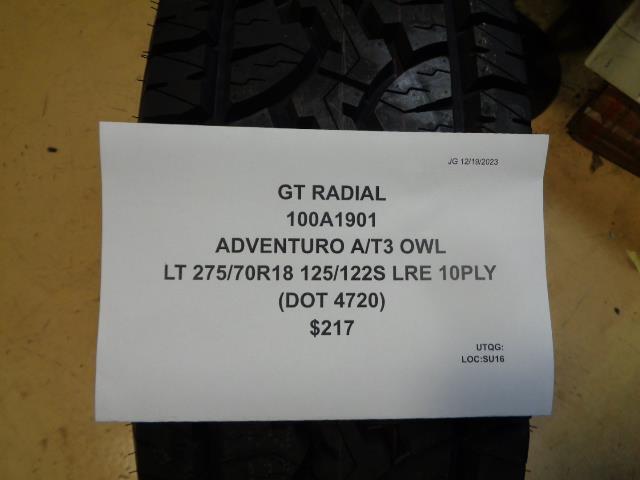 JG 12/19/2023
GT RADIAL
100A1901
ADVENTURO A/T3 OWL
LT 275/70R18 125/122S LRE 10PLY
(DOT 4720)
$217
UTQG:
LOC:SU16